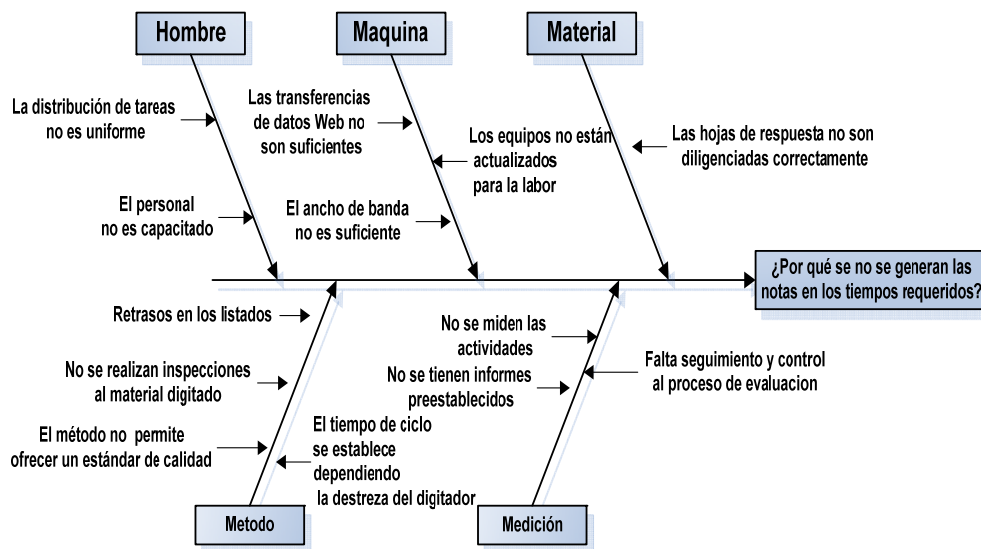 Hombre
Maquina
Material
La distribución de tareas
no es uniforme
El personal
no es capacitado
Las transferencias
de datos Web no
son suficientes
Los equipos no están
actualizados
para la labor
El ancho de banda
no es suficiente
Las hojas de respuesta no son
diligenciadas correctamente
¿Por qué se no se generan las
notas en los tiempos requeridos?
Retrasos en los listados
No se realizan inspecciones
al material digitado
El método no permite
ofrecer un estándar de calidad
El tiempo de ciclo
se establece
dependiendo
la destreza del digitador
No se miden las
actividades
No se tienen informes
preestablecidos
Falta seguimiento y control
al proceso de evaluacion
Metodo
Medición